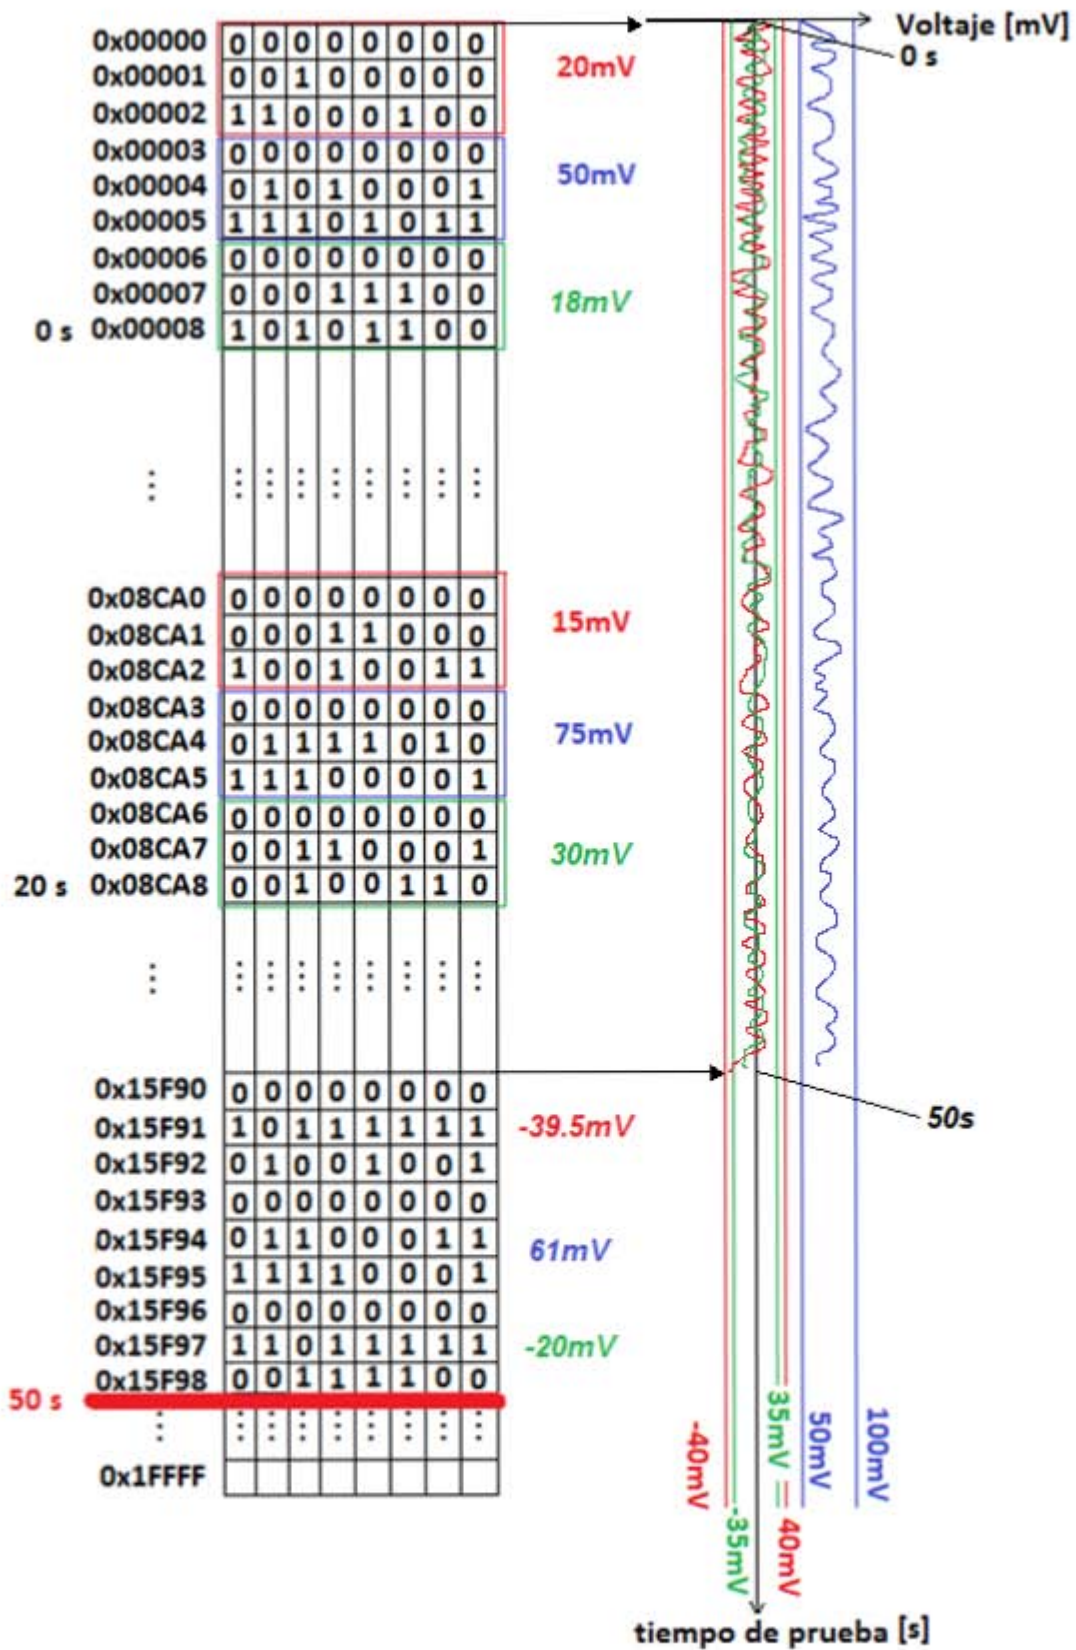 Voltaje [mV]
0 s
0x00000 0 0 0 0 0 0 0 0
0x00001 0 0 1 0 0 0 0 0
20mV
0x00002 1 1 0 0 0 1 0 0
0x00003 0 0 0 0 0 0 0 0
0x00004 0 1 0 1 0 0 0 1
50mV
0x00005 1 1 1 0 1 0 1 1
0x00006 0 0 0 0 0 0 0 0
0x00007 0 0 0 1 1 1 0 0
18mV
0 s 0x00008 1 0 1 0 1 1 0 0
⋮ ⋮ ⋮ ⋮ ⋮ ⋮ ⋮ ⋮ ⋮
0x08CA0 0 0 0 0 0 0 0 0
0x08CA1 0 0 0 1 1 0 0 0
15mV
0x08CA2 1 0 0 1 0 0 1 1
0x08CA3 0 0 0 0 0 0 0 0
0x08CA4 0 1 1 1 1 0 1 0
75mV
0x08CA5 1 1 1 0 0 0 0 1
0x08CA6 0 0 0 0 0 0 0 0
0x08CA7 0 0 1 1 0 0 0 1
30mV
20 s 0x08CA8 0 0 1 0 0 1 1 0
⋮ ⋮ ⋮ ⋮ ⋮ ⋮ ⋮ ⋮ ⋮
0x15F90 0 0 0 0 0 0 0 0
0x15F91 1 0 1 1 1 1 1 1
-39.5mV
50s
0x15F92 0 1 0 0 1 0 0 1
0x15F93 0 0 0 0 0 0 0 0
0x15F94 0 1 1 0 0 0 1 1
61mV
0x15F95 1 1 1 1 0 0 0 1
0x15F96 0 0 0 0 0 0 0 0
0x15F97 1 1 0 1 1 1 1 1
-20mV
0x15F98 0 0 1 1 1 1 0 0
50 s
⋮ ⋮ ⋮ ⋮ ⋮ ⋮ ⋮ ⋮ ⋮
0x1FFFF
-40mV
-35mV
35mV
=
=
40mV
50mV
100mV
tiempo de prueba [s]